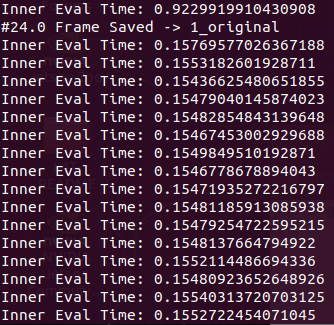 Inner Eval Time: 0.9229919910430908
#24.0 Frame Saved -> 1_original
Inner Eval Time: 0.15769577026367188
Inner Eval Time: 0.1553182601928711
Inner Eval Time: 0.15436625480651855
Inner Eval Time: 0.15479040145874023
Inner Eval Time: 0.15482854843139648
Inner Eval Time: 0.15467453002929688
Inner Eval Time: 0.1549849510192871
Inner Eval Time: 0.1546778678894043
Inner Eval Time: 0.15471935272216797
Inner Eval Time: 0.15481185913085938
Inner Eval Time: 0.15479254722595215
Inner Eval Time: 0.1548137664794922
Inner Eval Time: 0.1552114486694336
Inner Eval Time: 0.15480923652648926
Inner Eval Time: 0.15540313720703125
Inner Eval Time: 0.1552722454071045